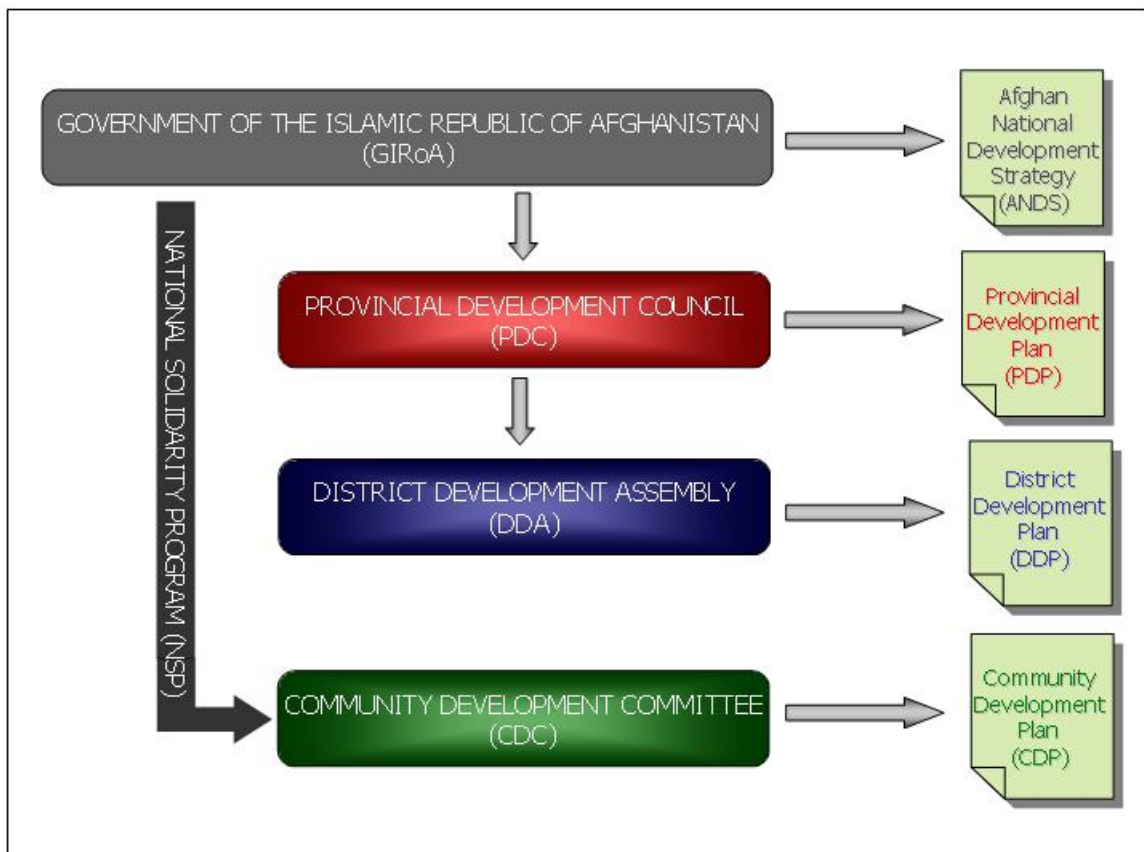 GOVERNMENT OF THE ISLAMIC REPUBLIC OF AFGHANISTAN
(GIRoA)
Afghan
National
Development
Strategy
(ANDS)
NATIONAL SOLIDARITY PROGRAM (NSP)
PROVINCIAL DEVELOPMENT COUNCIL
(PDC)
Provincial
Development
Plan
(PDP)
DISTRICT DEVELOPMENT ASSEMBLY
(DDA)
District
Development
Plan
(DDP)
COMMUNITY DEVELOPMENT COMMITTEE
(CDC)
Community
Development
Plan
(CDP)